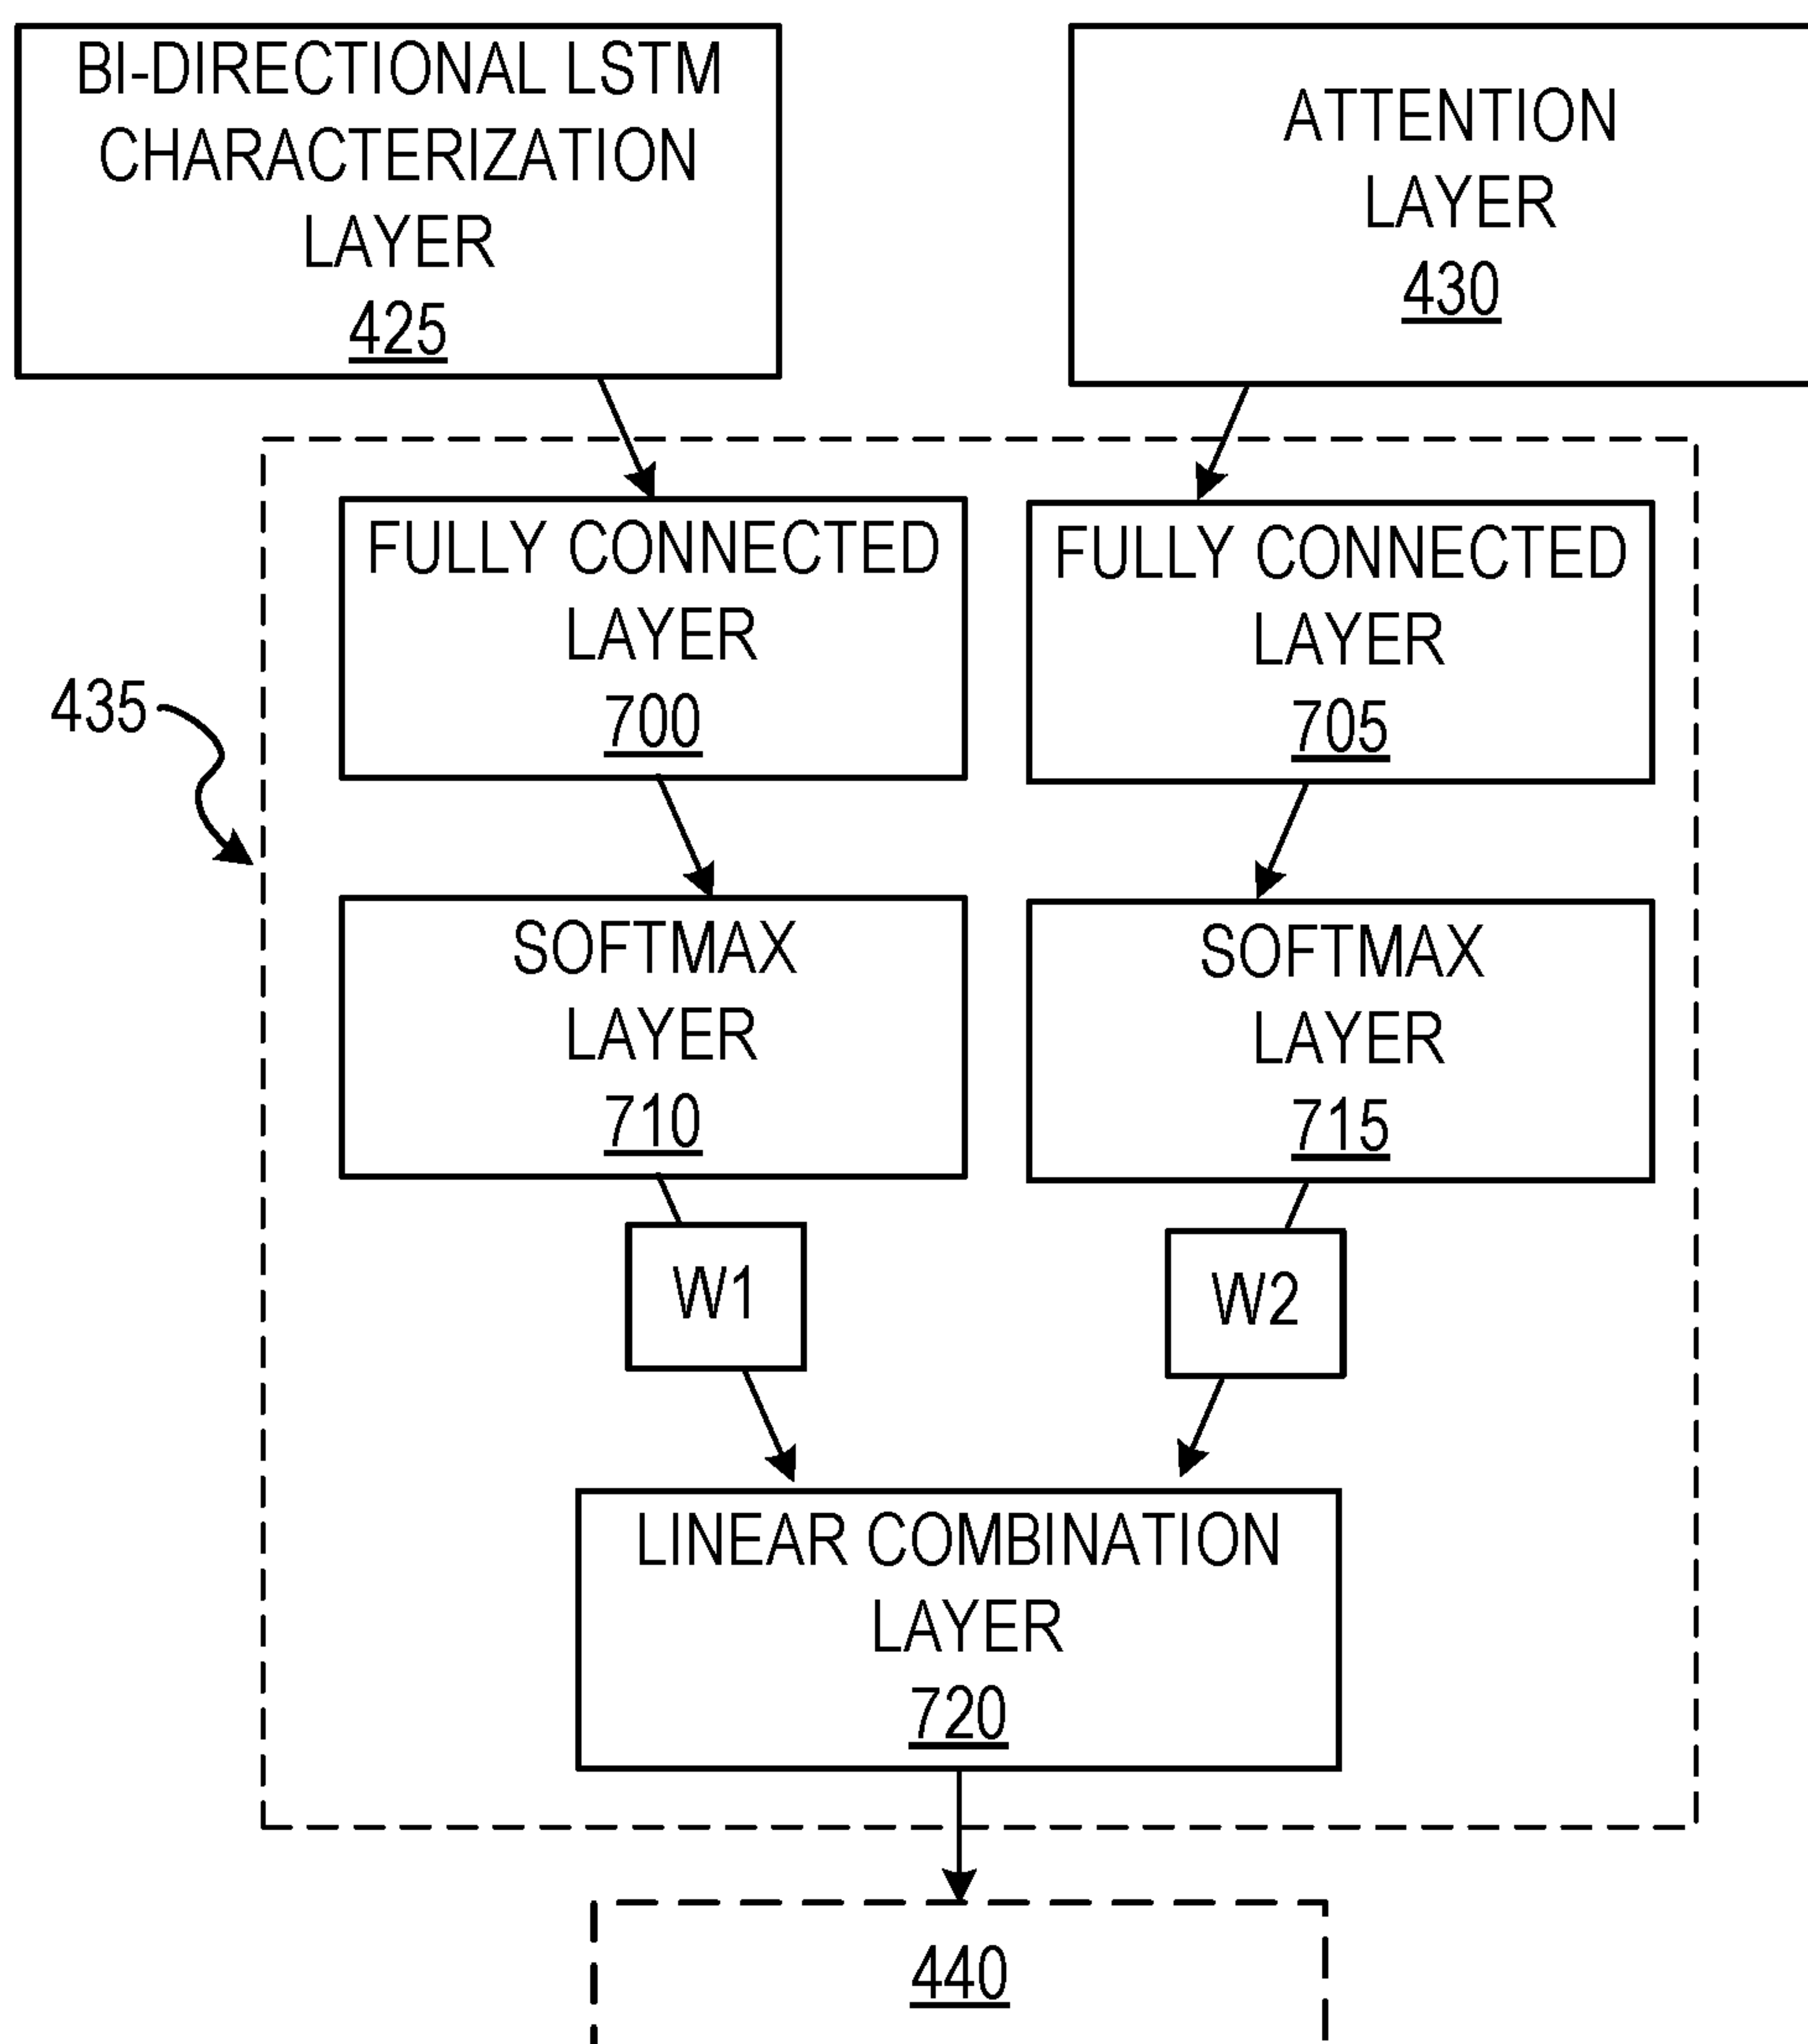 BI-DIRECTIONAL LSTM
CHARACTERIZATION
LAYER
425
ATTENTION
LAYER
430
435
FULLY CONNECTED
LAYER
700
FULLY CONNECTED
LAYER
705
SOFTMAX
LAYER
710
SOFTMAX
LAYER
715
W1
W2
LINEAR COMBINATION
LAYER
720
440